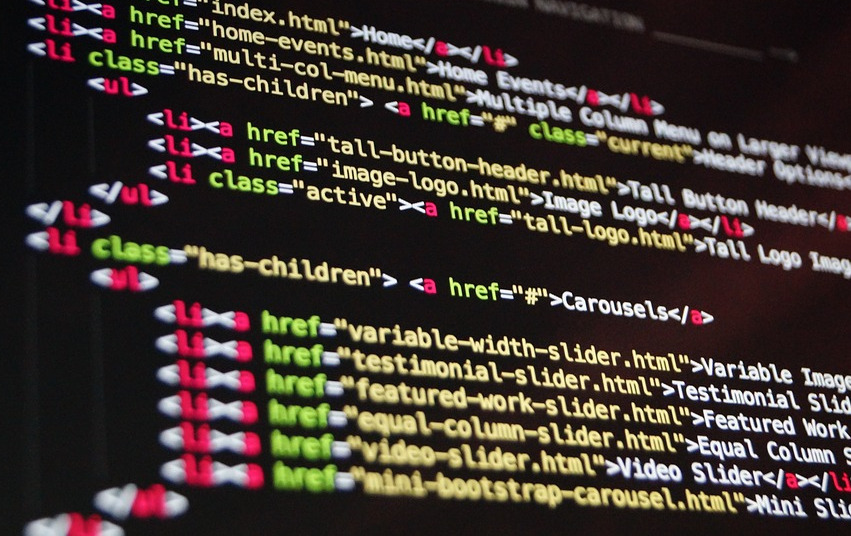 NAVIGATION
<li><a href="index.html">Home</a></li>
<li><a href="home-events.html">Home Events</a></li>
<li><a href="multi-col-menu.html">Multiple Column Menu on Larger View
<li class="has-children"> <a href="#" class="current">Header Options<
<ul>
<li><a href="tall-button-header.html">Tall Button Header</a>
<li><a href="image-logo.html">Image Logo</a></li>
<li class="active"><a href="tall-logo.html">Tall Logo Imag
</ul>
</li>
<li class="has-children"> <a href="#">Carousels</a>
<ul>
<li><a href="variable-width-slider.html">Variable Image
<li><a href="testimonial-slider.html">Testimonial Slid
<li><a href="featured-work-slider.html">Featured Work
<li><a href="equal-column-slider.html">Equal Column S
<li><a href="video-slider.html">Video Slider</a></li
<li><a href="mini-bootstrap-carousel.html">Mini Slid
</ul>
</li>